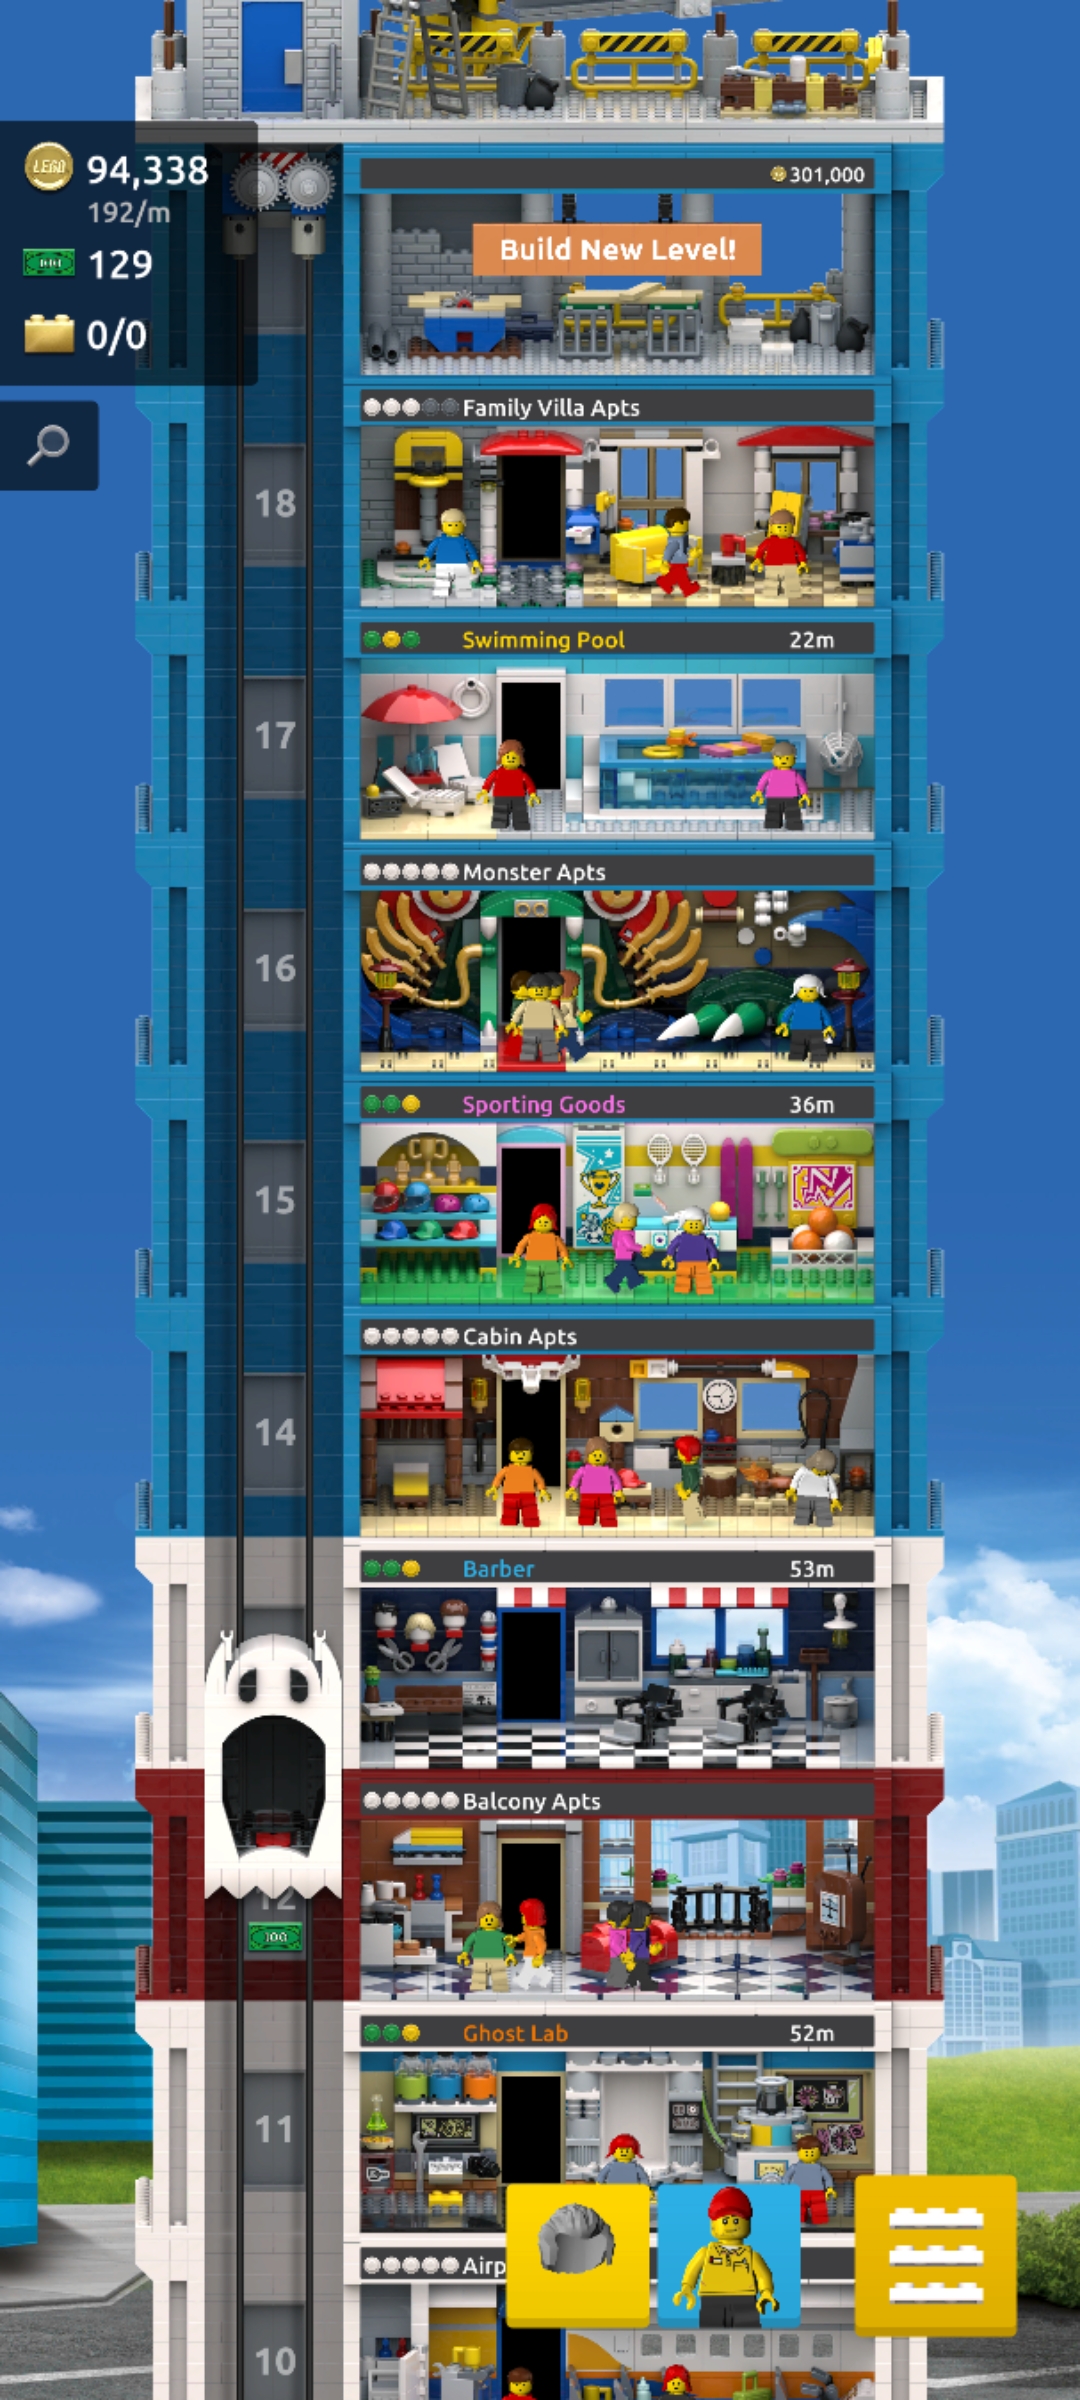 LEGO 94,338
192/m
129
0/0
301,000
Build New Level!
Family Villa Apts
18
Swimming Pool 22m
17
Monster Apts
16
Sporting Goods 36m
15
Cabin Apts
14
Barber 53m
Balcony Apts
12
100
Ghost Lab 52m
11
Airp
10